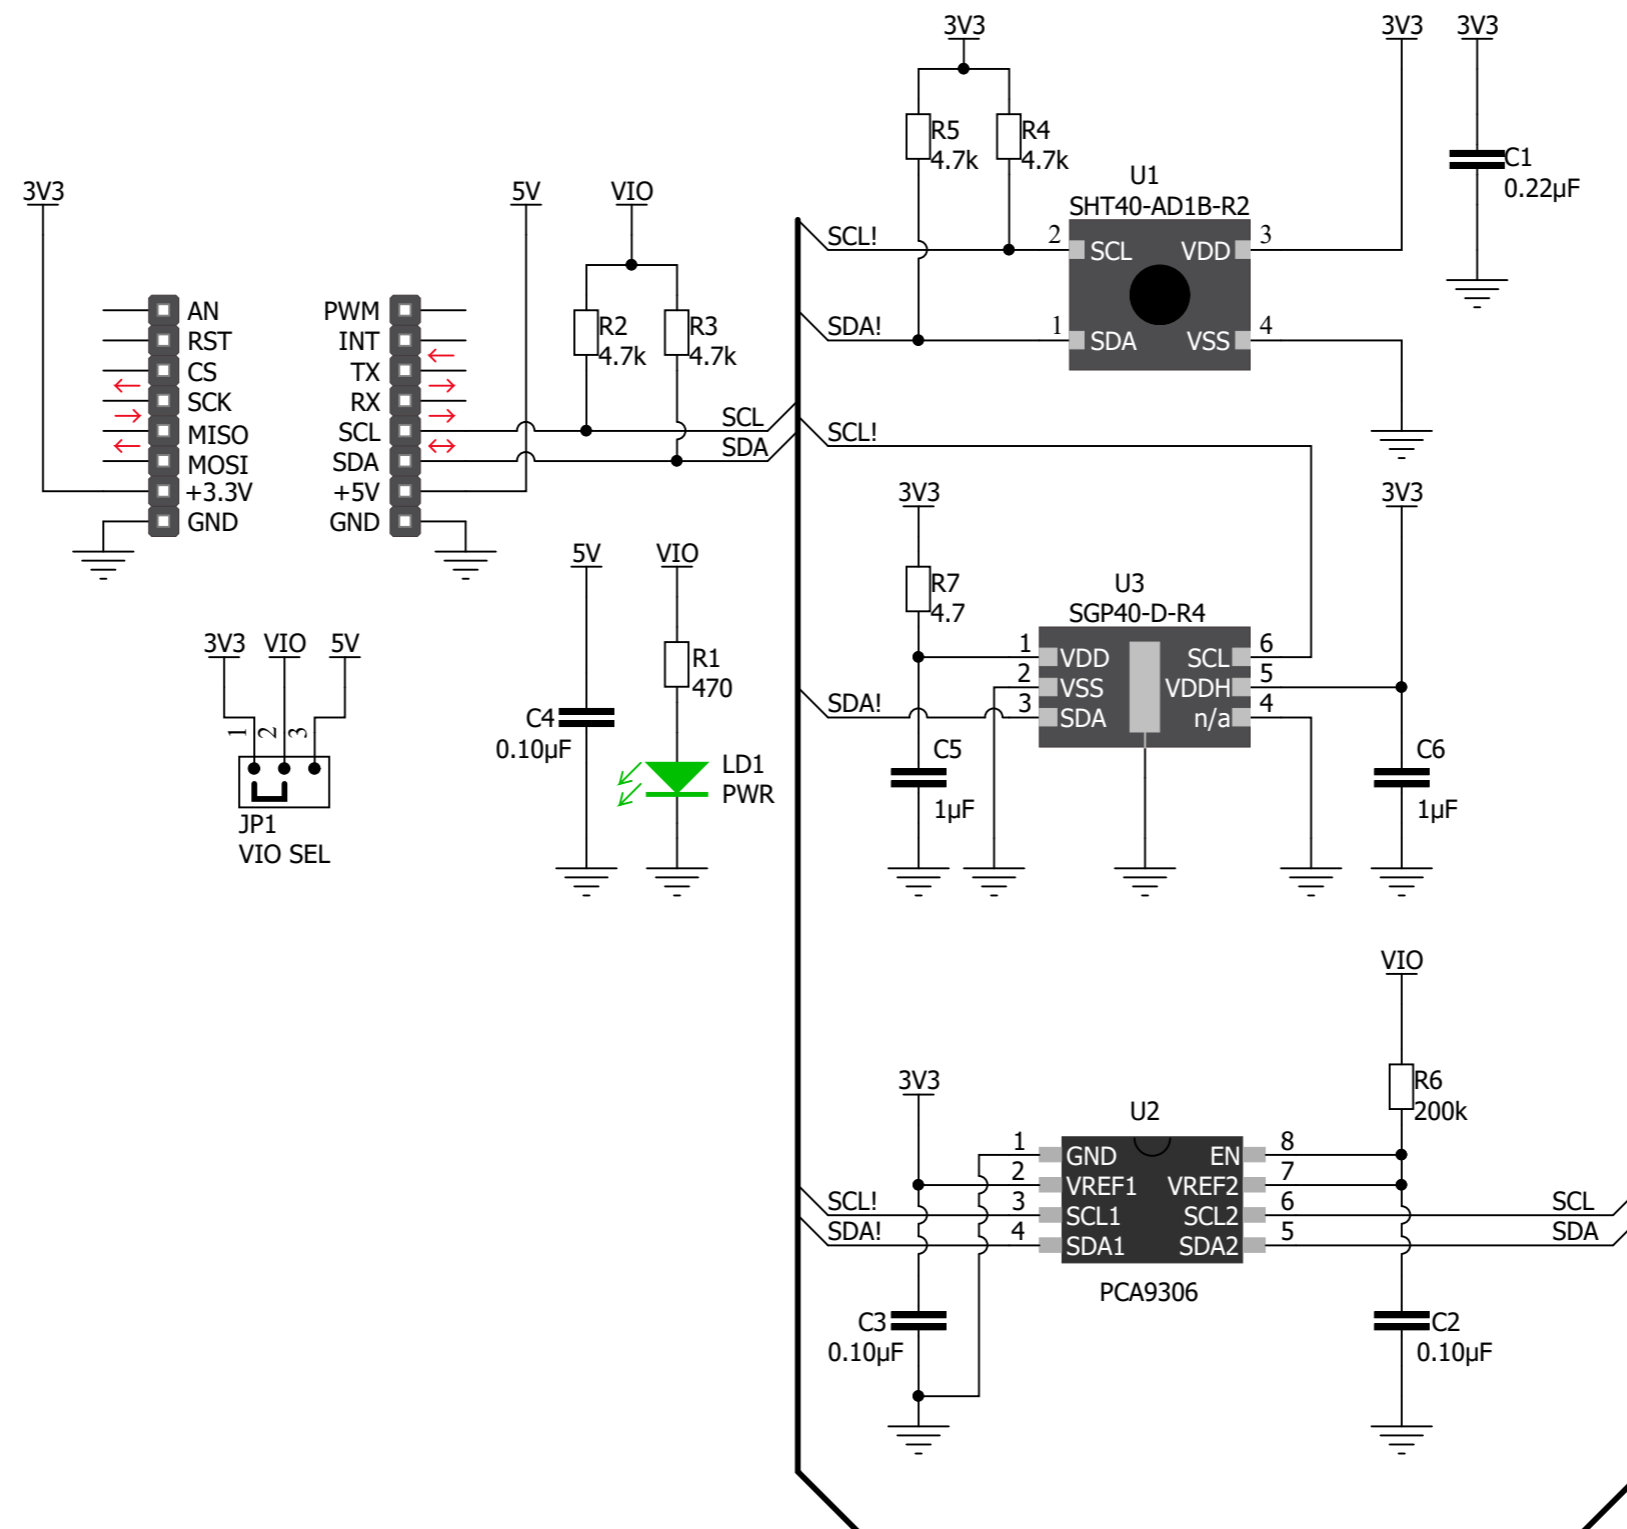 3V3
3V3
3V3
R5
4.7k
R4
4.7k
C1
0.22µF
U1
SHT40-AD1B-R2
SCL!
2
SCL
VDD
3
SDA!
1
SDA
VSS
4
3V3
5V
VIO
R2
4.7k
R3
4.7k
AN
RST
CS
SCK
MISO
MOSI
+3.3V
GND
PWM
INT
TX
RX
SCL
SDA
+5V
GND
SCL
SDA
SCL!
3V3
3V3
R7
4.7
U3
SGP40-D-R4
1
VDD
SCL
6
2
VSS
VDDH
5
SDA!
3
SDA
n/a
4
C5
1µF
C6
1µF
5V
VIO
R1
470
C4
0.10µF
LD1
PWR
3V3
VIO
5V
1
2
3
JP1
VIO SEL
VIO
R6
200k
3V3
U2
1
GND
EN
8
2
VREF1
VREF2
7
SCL!
3
SCL1
SCL2
6
SCL
SDA!
4
SDA1
SDA2
5
SDA
PCA9306
C3
0.10µF
C2
0.10µF